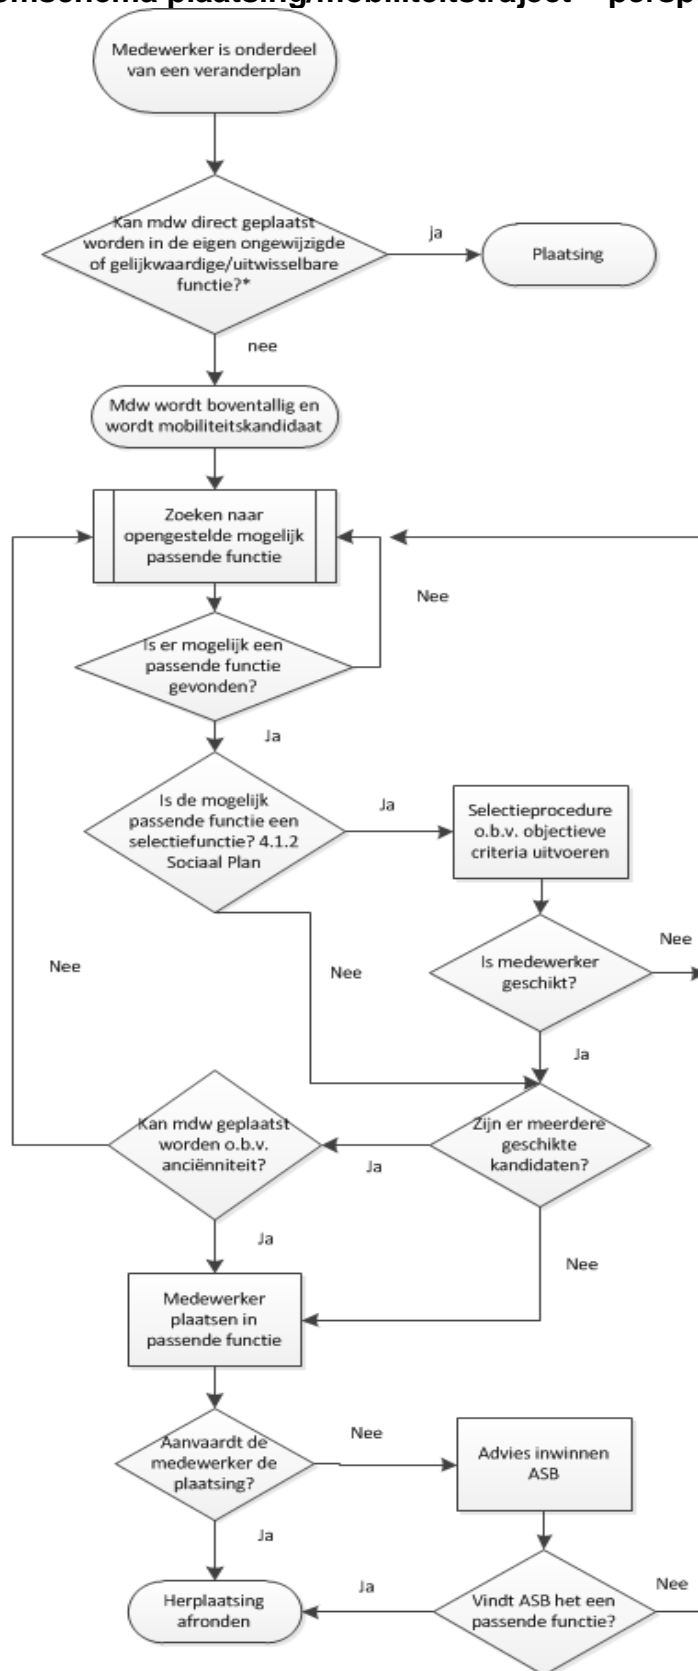 plaatsing/mobiliteitstraject
Medewerker is onderdeel
van een veranderplan
Kan mdw direct geplaatst
worden in de eigen ongewijzigde
of gelijkwaardige/uitwisselbare
functie?*
ja
Plaatsing
nee
Mdw wordt boventallig en
wordt mobiliteitskandidaat
Zoeken naar
opengestelde mogelijk
passende functie
Nee
Is er mogelijk een
passende functie
gevonden?
Ja
Is de mogelijk
passende functie een
selectiefunctie? 4.1.2
Sociaal Plan
Ja
Selectieprocedure
o.b.v. objectieve
criteria uitvoeren
Nee
Nee
Is medewerker
geschikt?
Nee
Ja
Kan mdw geplaatst
worden o.b.v.
anciënniteit?
Zijn er meerdere
geschikte
kandidaten?
Ja
Ja
Nee
Medewerker
plaatsen in
passende functie
Aanvaardt de
medewerker de
plaatsing?
Nee
Advies inwinnen
ASB
Ja
Herplaatsing
afronden
Ja
Vindt ASB het een
passende functie?
Nee